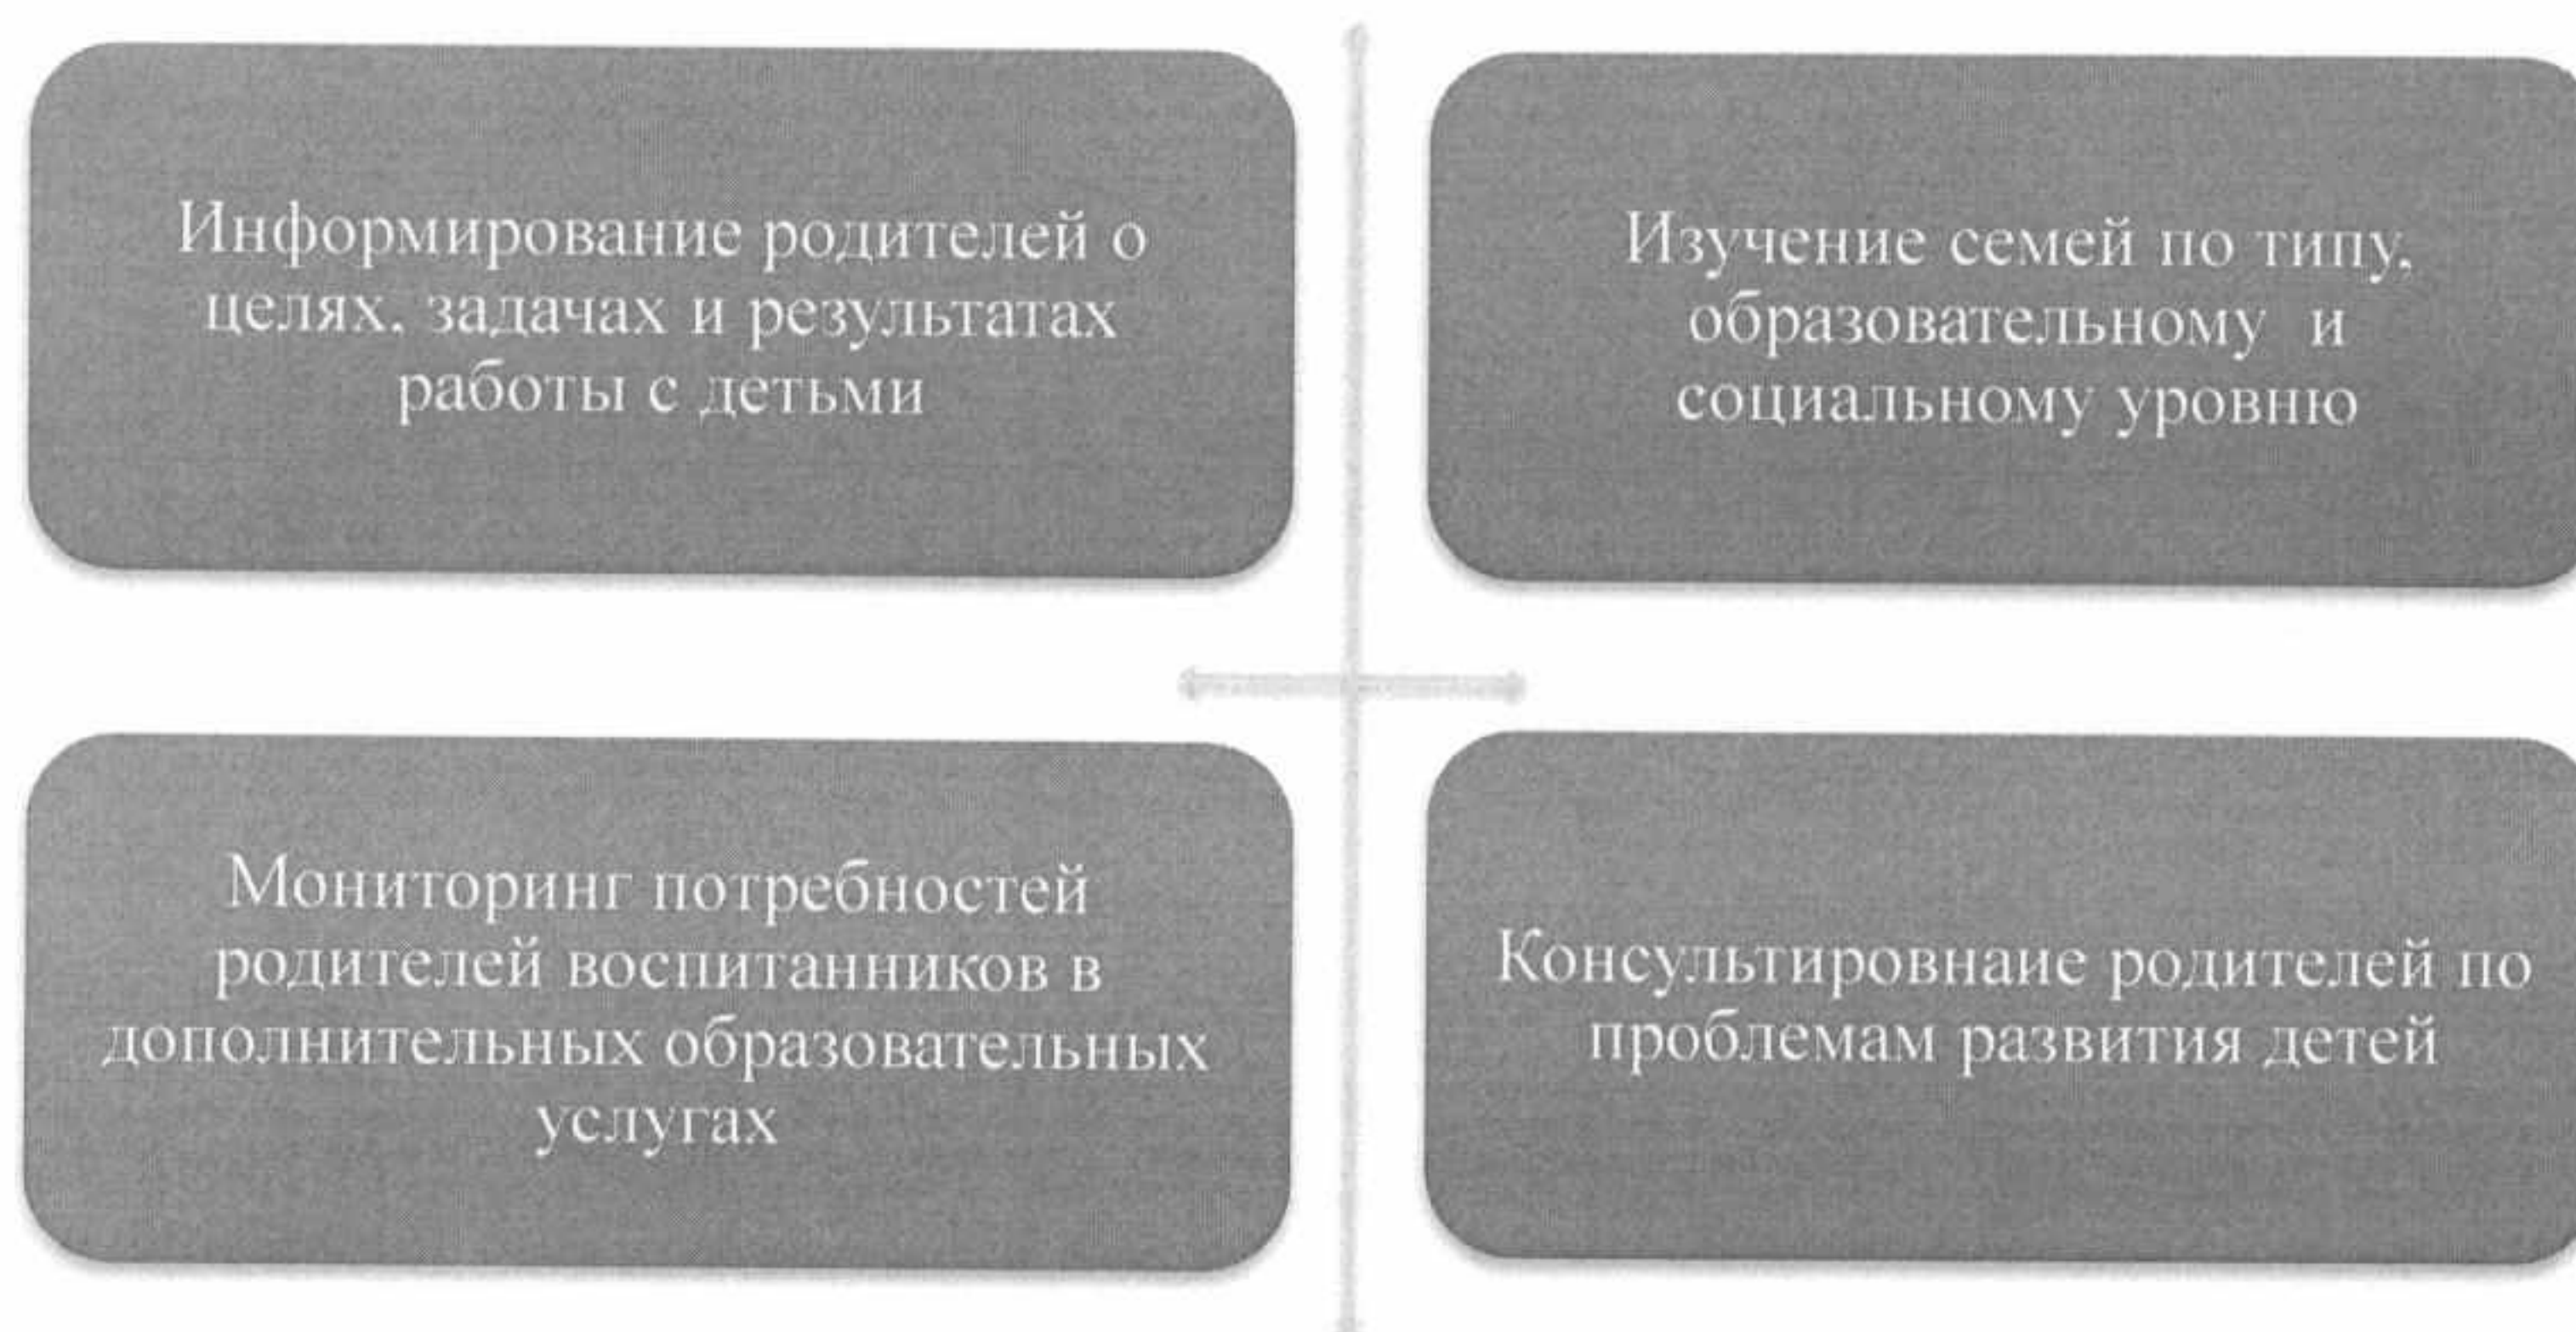 Информирование родителей о
целях, задачах и результатах
работы с детьми
Изучение семей по типу,
образовательному и
социальному уровню
Мониторинг потребностей
родителей воспитанников в
дополнительных образовательных
услугах
Консультировнаие родителей по
проблемам развития детей